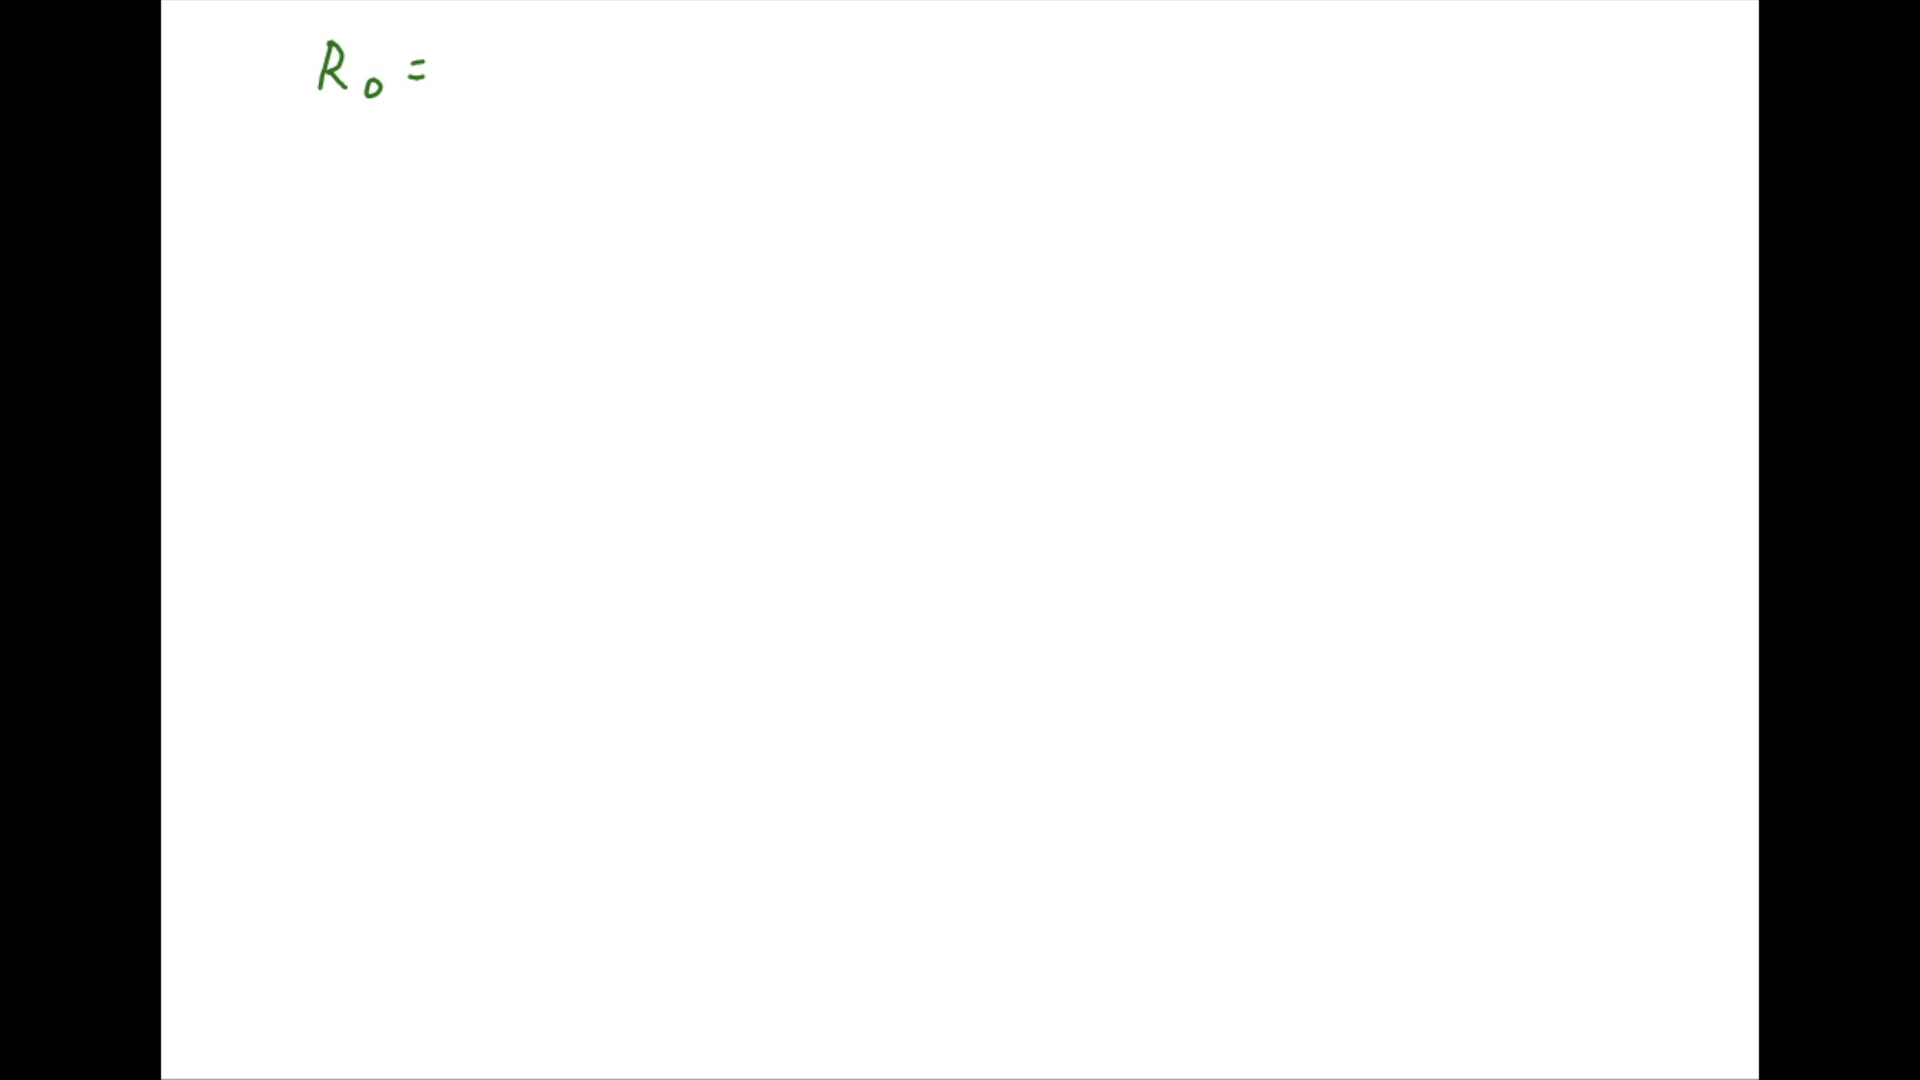 R₀ =